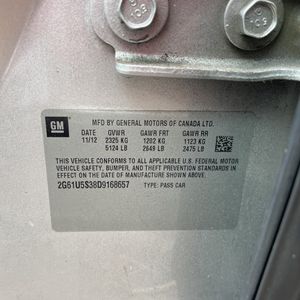 GM
MFD BY GENERAL MOTORS OF CANADA LTD.
DATE GVWR GAWR FRT GAWR RR
11/12 2325 KG 1202 KG 1123 KG
5124 LB 2649 LB 2475 LB
THIS VEHICLE CONFORMS TO ALL APPLICABLE U.S. FEDERAL MOTOR
VEHICLE SAFETY, BUMPER, AND THEFT PREVENTION STANDARDS IN
EFFECT ON THE DATE OF MANUFACTURE SHOWN ABOVE.
2G61U5S38D9168657 TYPE: PASS CAR